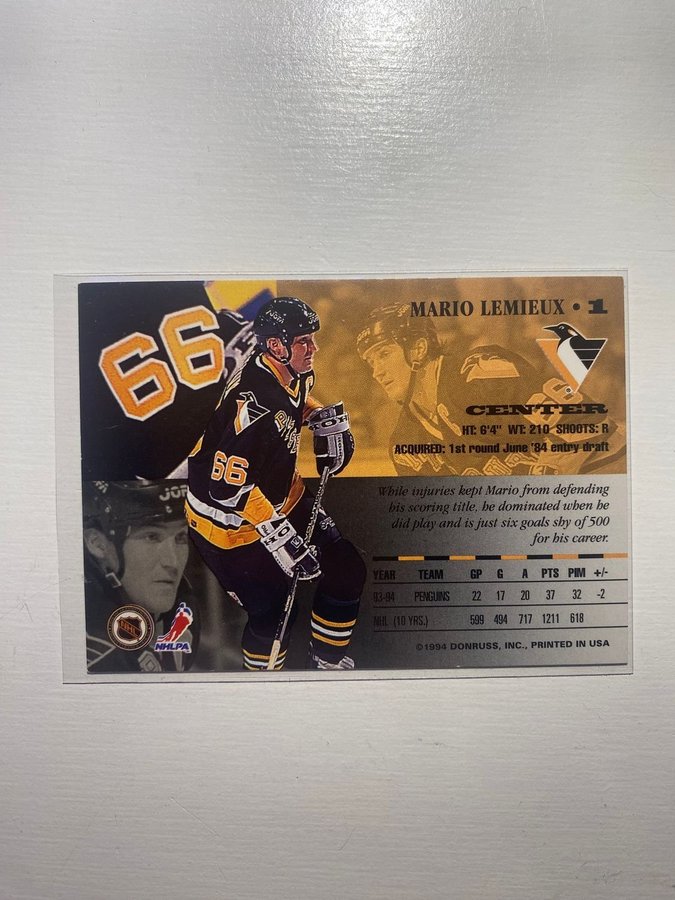 MARIO LEMIEUX • 1
CENTER
HT: 6'4" WT: 210 SHOOTS: R
ACQUIRED: 1st round June '84 entry draft
66
66
While injuries kept Mario from defending
his scoring title, he dominated when he
did play and is just six goals shy of 500
for his career.
YEAR TEAM GP G A PTS PIM +/-
93-94 PENGUINS 22 17 20 37 32 -2
NHL (10 YRS.) 599 494 717 1211 618
NHL
NHLPA
©1994 DONRUSS, INC., PRINTED IN USA